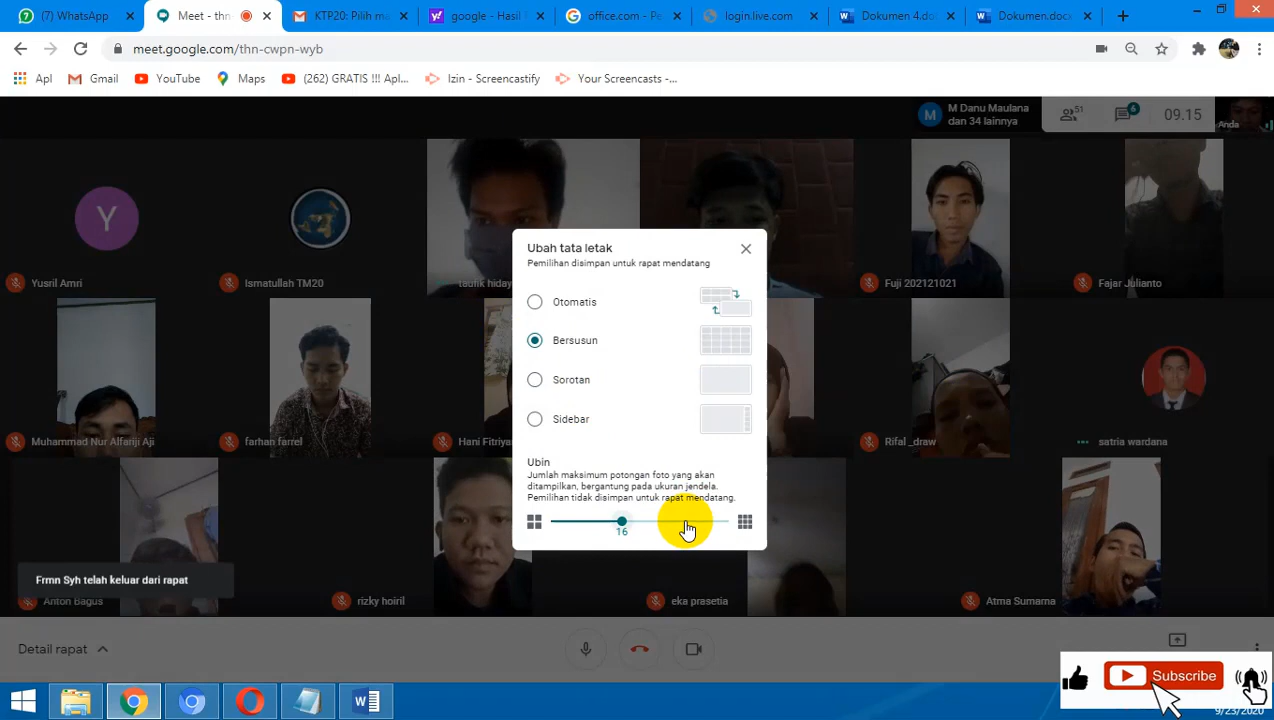 (7) WhatsApp
Meet - thn-
KTP20: Pilih ma
google - Hasil P
office.com - Pe
login.live.com
Dokumen 4.do
Dokumen.docx
meet.google.com/thn-cwpn-wyb
Apl
Gmail
YouTube
Maps
(262) GRATIS !!! Apl...
Izin - Screencastify
Your Screencasts -...
M Danu Maulana
dan 34 lainnya
51
6
09.15
Anda
Y
Yusril Amri
Ismatullah TM20
taufik hiday
Fuji 202121021
Fajar Julianto
Muhammad Nur Alfanji Aji
farhan farrel
Hani Fitriya
Rifal _draw
satria wardana
Anton Bagus
rizky hoiril
eka prasetia
Atma Sumama
Ubah tata letak
Pemilihan disimpan untuk rapat mendatang
Otomatis
Bersusun
Sorotan
Sidebar
Ubin
Jumlah maksimum potongan foto yang akan
ditampilkan, bergantung pada ukuran jendela.
Pemilihan tidak disimpan untuk rapat mendatang.
16
Frmn Syh telah keluar dari rapat
Detail rapat
Subscribe
9/23/2020